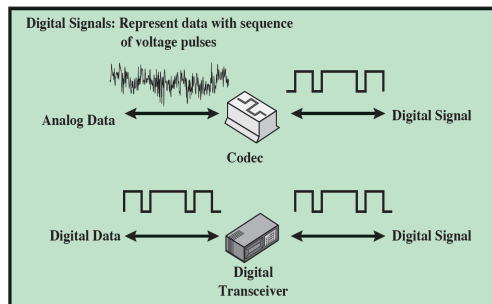 Digital Signals: Represent data with sequence
of voltage pulses
Analog Data
Digital Signal
Codec
Digital Data
Digital Signal
Digital
Transceiver